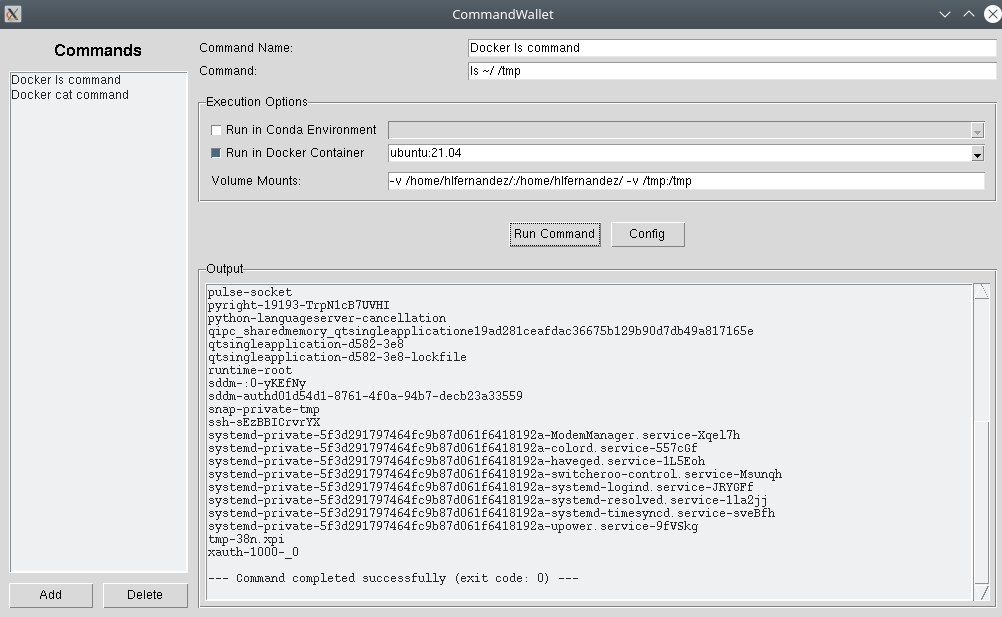 CommandWallet
Commands
Docker ls command
Docker cat command
Add
Delete
Command Name:
Docker ls command
Command:
ls ~/ /tmp
Execution Options
Run in Conda Environment
Run in Docker Container
ubuntu:21.04
Volume Mounts:
-v /home/hlfernandez/:/home/hlfernandez/ -v /tmp:/tmp
Run Command
Config
Output
pulse-socket
pyright-19193-TrpN1cB7UVHI
python-languageserver-cancellation
qipc_sharedmemory_qtsingleapplicatione19ad281ceafdac36675b129b90d7db49a817165e
qtsingleapplication-d582-3e8
qtsingleapplication-d582-3e8-lockfile
runtime-root
sddm-:0-yKEfNy
sddm-authd01d54d1-8761-4f0a-94b7-decb23a33559
snap-private-tmp
ssh-sEzBBICrvrYX
systemd-private-5f3d291797464fc9b87d061f6418192a-ModemManager.service-Xqel7h
systemd-private-5f3d291797464fc9b87d061f6418192a-colord.service-557cGf
systemd-private-5f3d291797464fc9b87d061f6418192a-haveged.service-1L5Eoh
systemd-private-5f3d291797464fc9b87d061f6418192a-switcheroo-control.service-Msunqh
systemd-private-5f3d291797464fc9b87d061f6418192a-systemd-logind.service-JRYGFf
systemd-private-5f3d291797464fc9b87d061f6418192a-systemd-resolved.service-1la2jj
systemd-private-5f3d291797464fc9b87d061f6418192a-systemd-timesyncd.service-sveBfh
systemd-private-5f3d291797464fc9b87d061f6418192a-upower.service-9fVSkg
tmp-38n.xpi
xauth-1000-_0
--- Command completed successfully (exit code: 0) ---